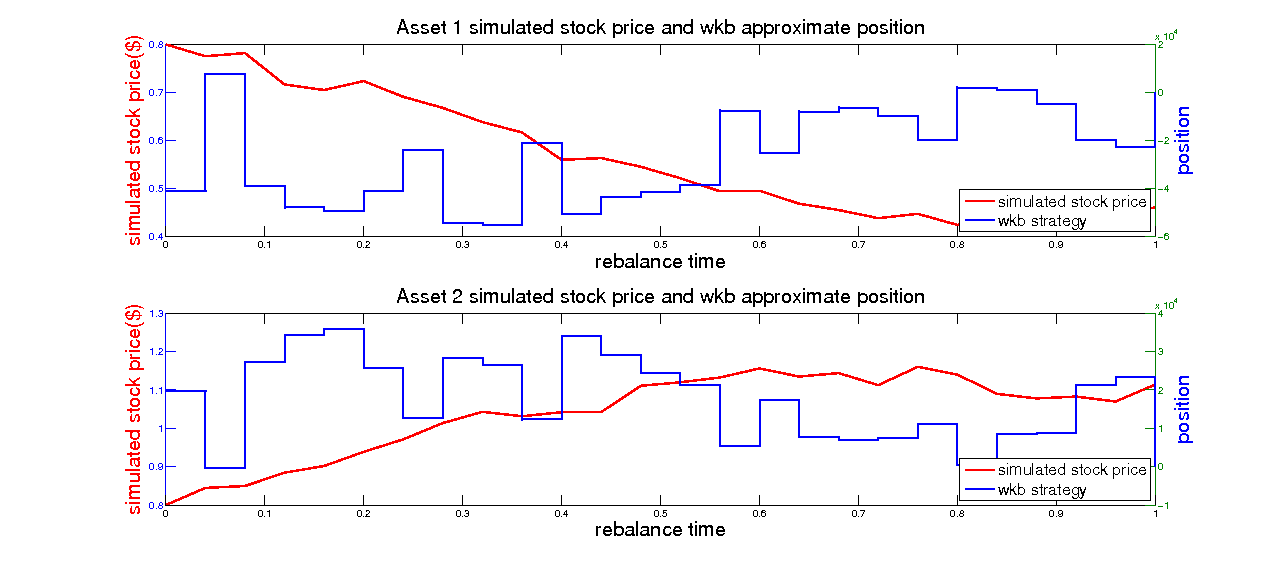 Asset 1 simulated stock price and wkb approximate position
x 10^4
simulated stock price($)
0.8
0.7
0.6
0.5
0.4
2
0
−2
−4
−6
position
simulated stock price
wkb strategy
0 0.1 0.2 0.3 0.4 0.5 0.6 0.7 0.8 0.9 1
rebalance time
Asset 2 simulated stock price and wkb approximate position
x 10^4
simulated stock price($)
1.3
1.2
1.1
1
0.9
0.8
4
3
2
1
0
−1
position
simulated stock price
wkb strategy
0 0.1 0.2 0.3 0.4 0.5 0.6 0.7 0.8 0.9 1
rebalance time